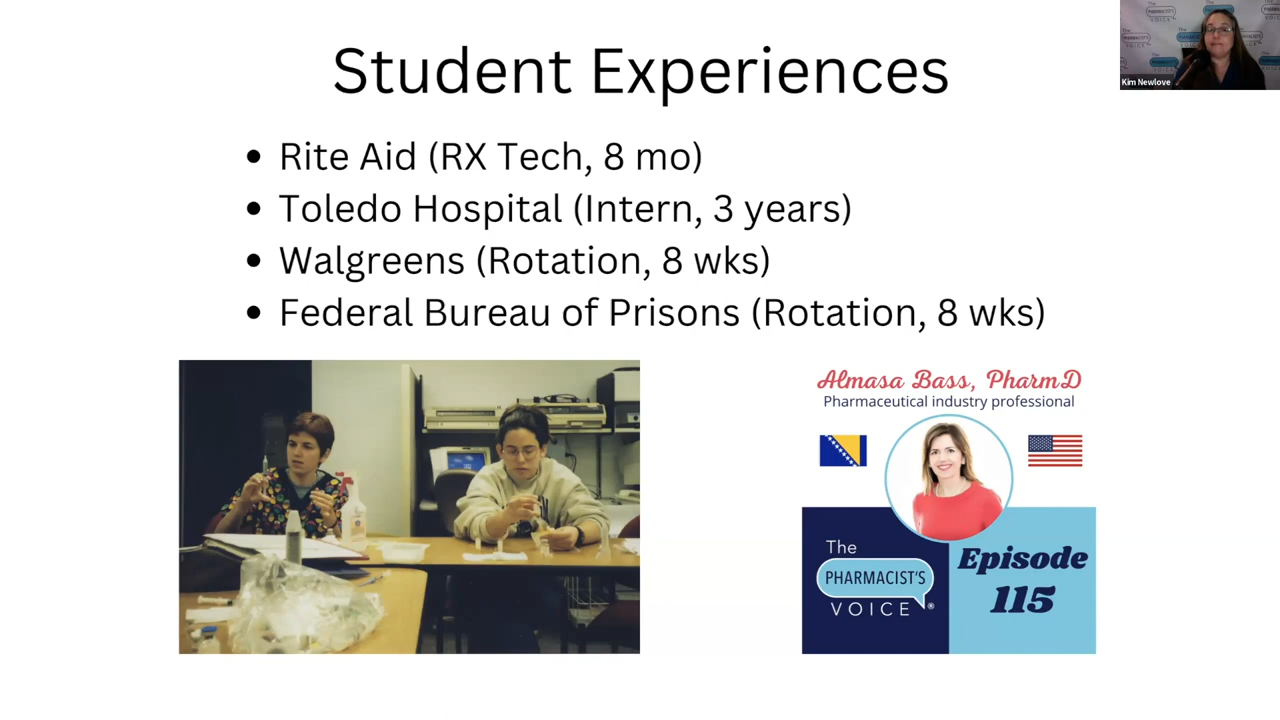 Student Experiences
• Rite Aid (RX Tech, 8 mo)
• Toledo Hospital (Intern, 3 years)
• Walgreens (Rotation, 8 wks)
• Federal Bureau of Prisons (Rotation, 8 wks)
Almasa Bass, PharmD
Pharmaceutical industry professional
The
PHARMACIST'S
VOICE®
Episode
115
Kim Newlove